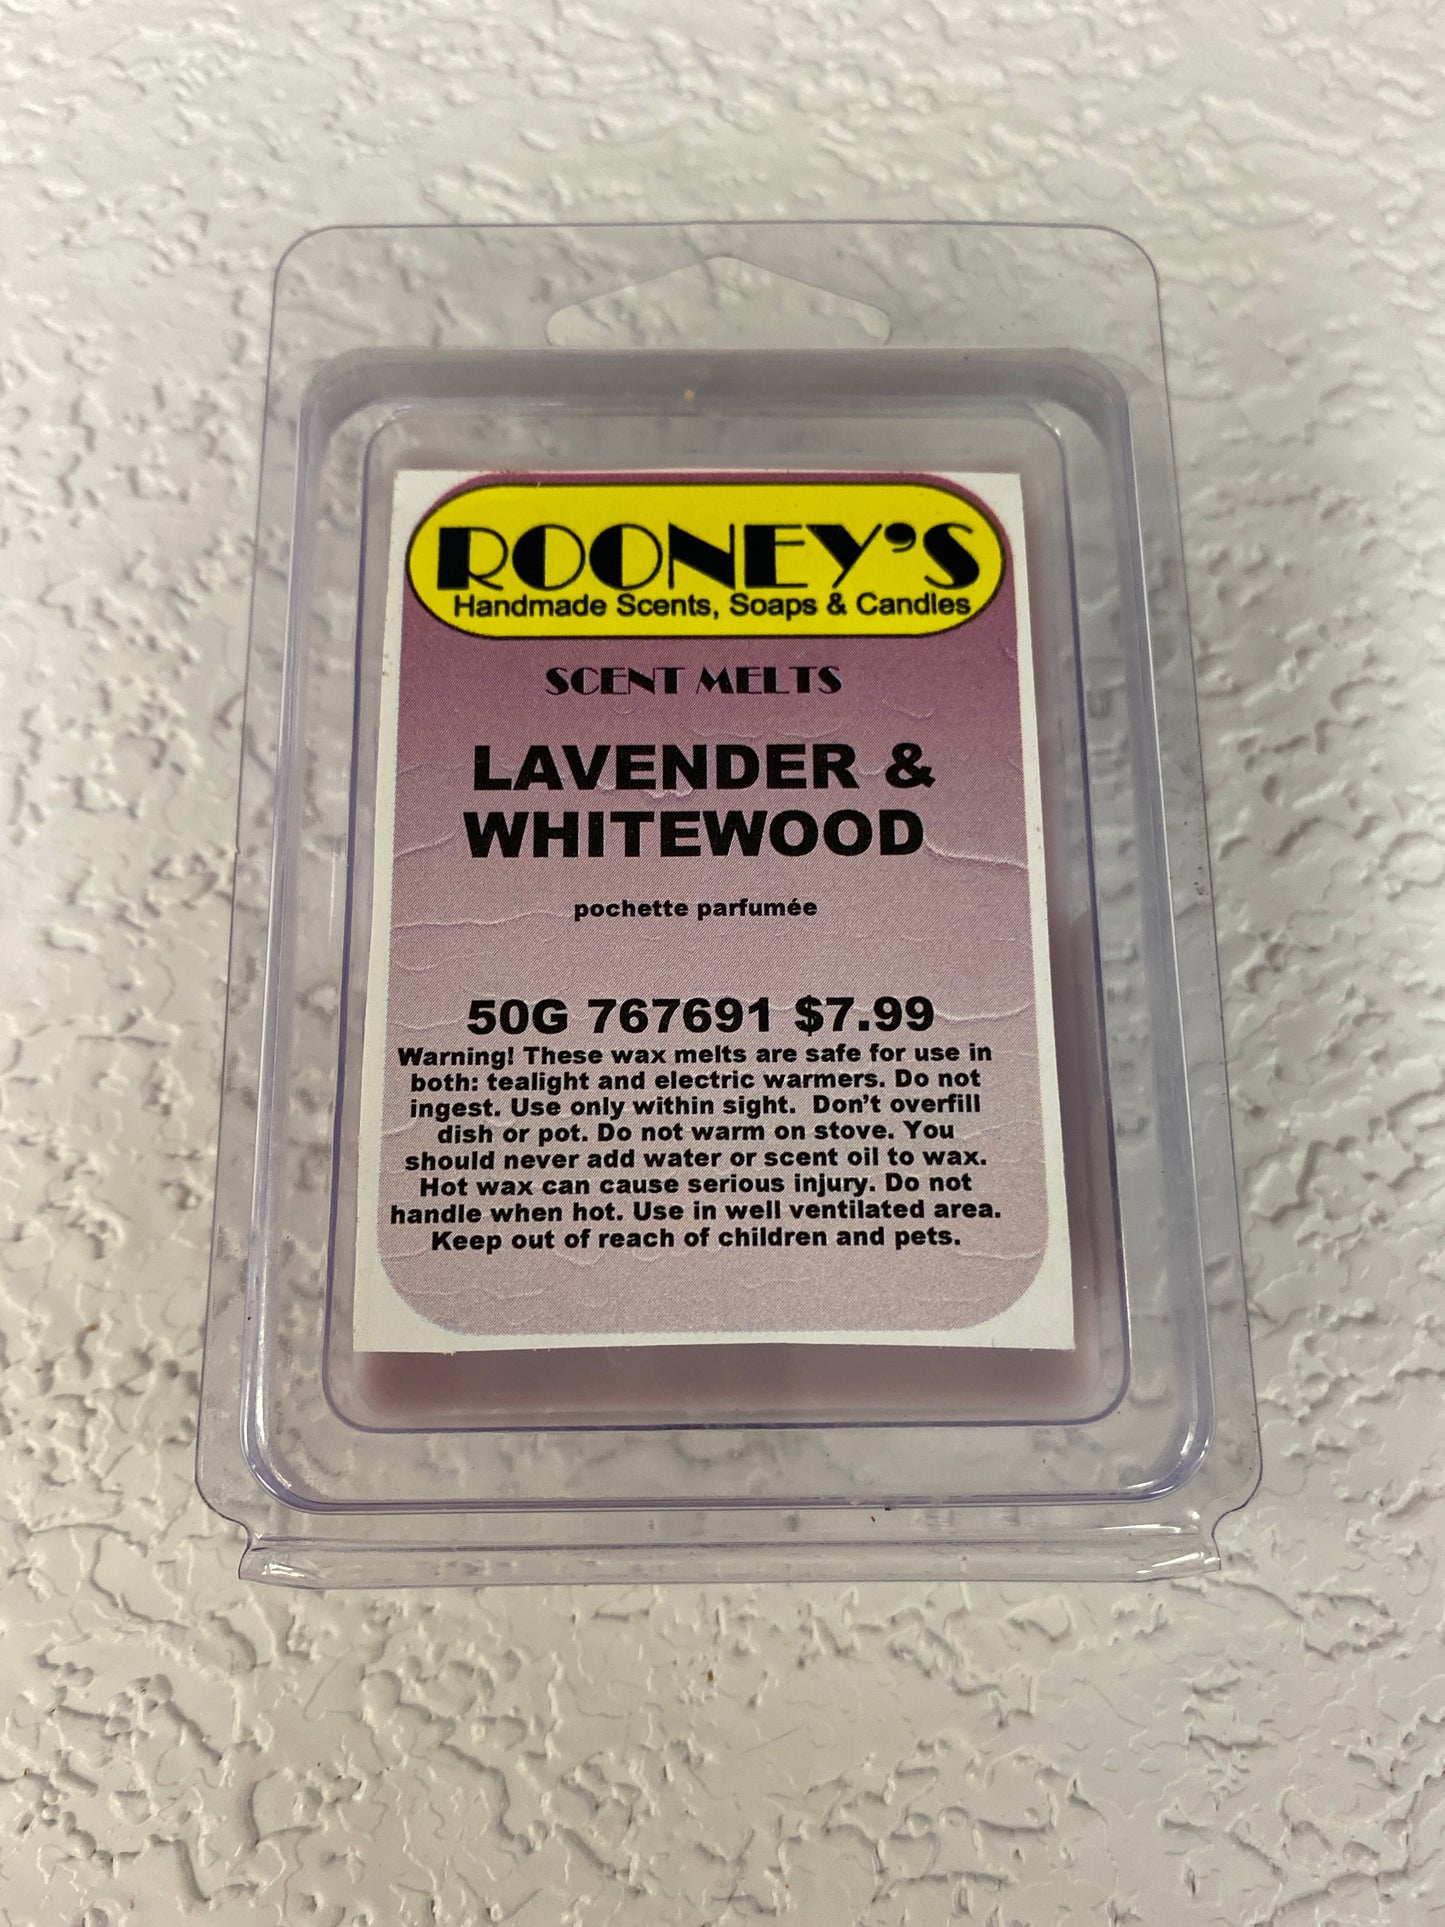 ROONEY'S
Handmade Scents, Soaps & Candles
SCENT MELTS
LAVENDER &
WHITEWOOD
pochette parfumée
50G 767691 $7.99
Warning! These wax melts are safe for use in
both: tealight and electric warmers. Do not
ingest. Use only within sight.  Don't overfill
dish or pot. Do not warm on stove. You
should never add water or scent oil to wax.
Hot wax can cause serious injury. Do not
handle when hot. Use in well ventilated area.
Keep out of reach of children and pets.